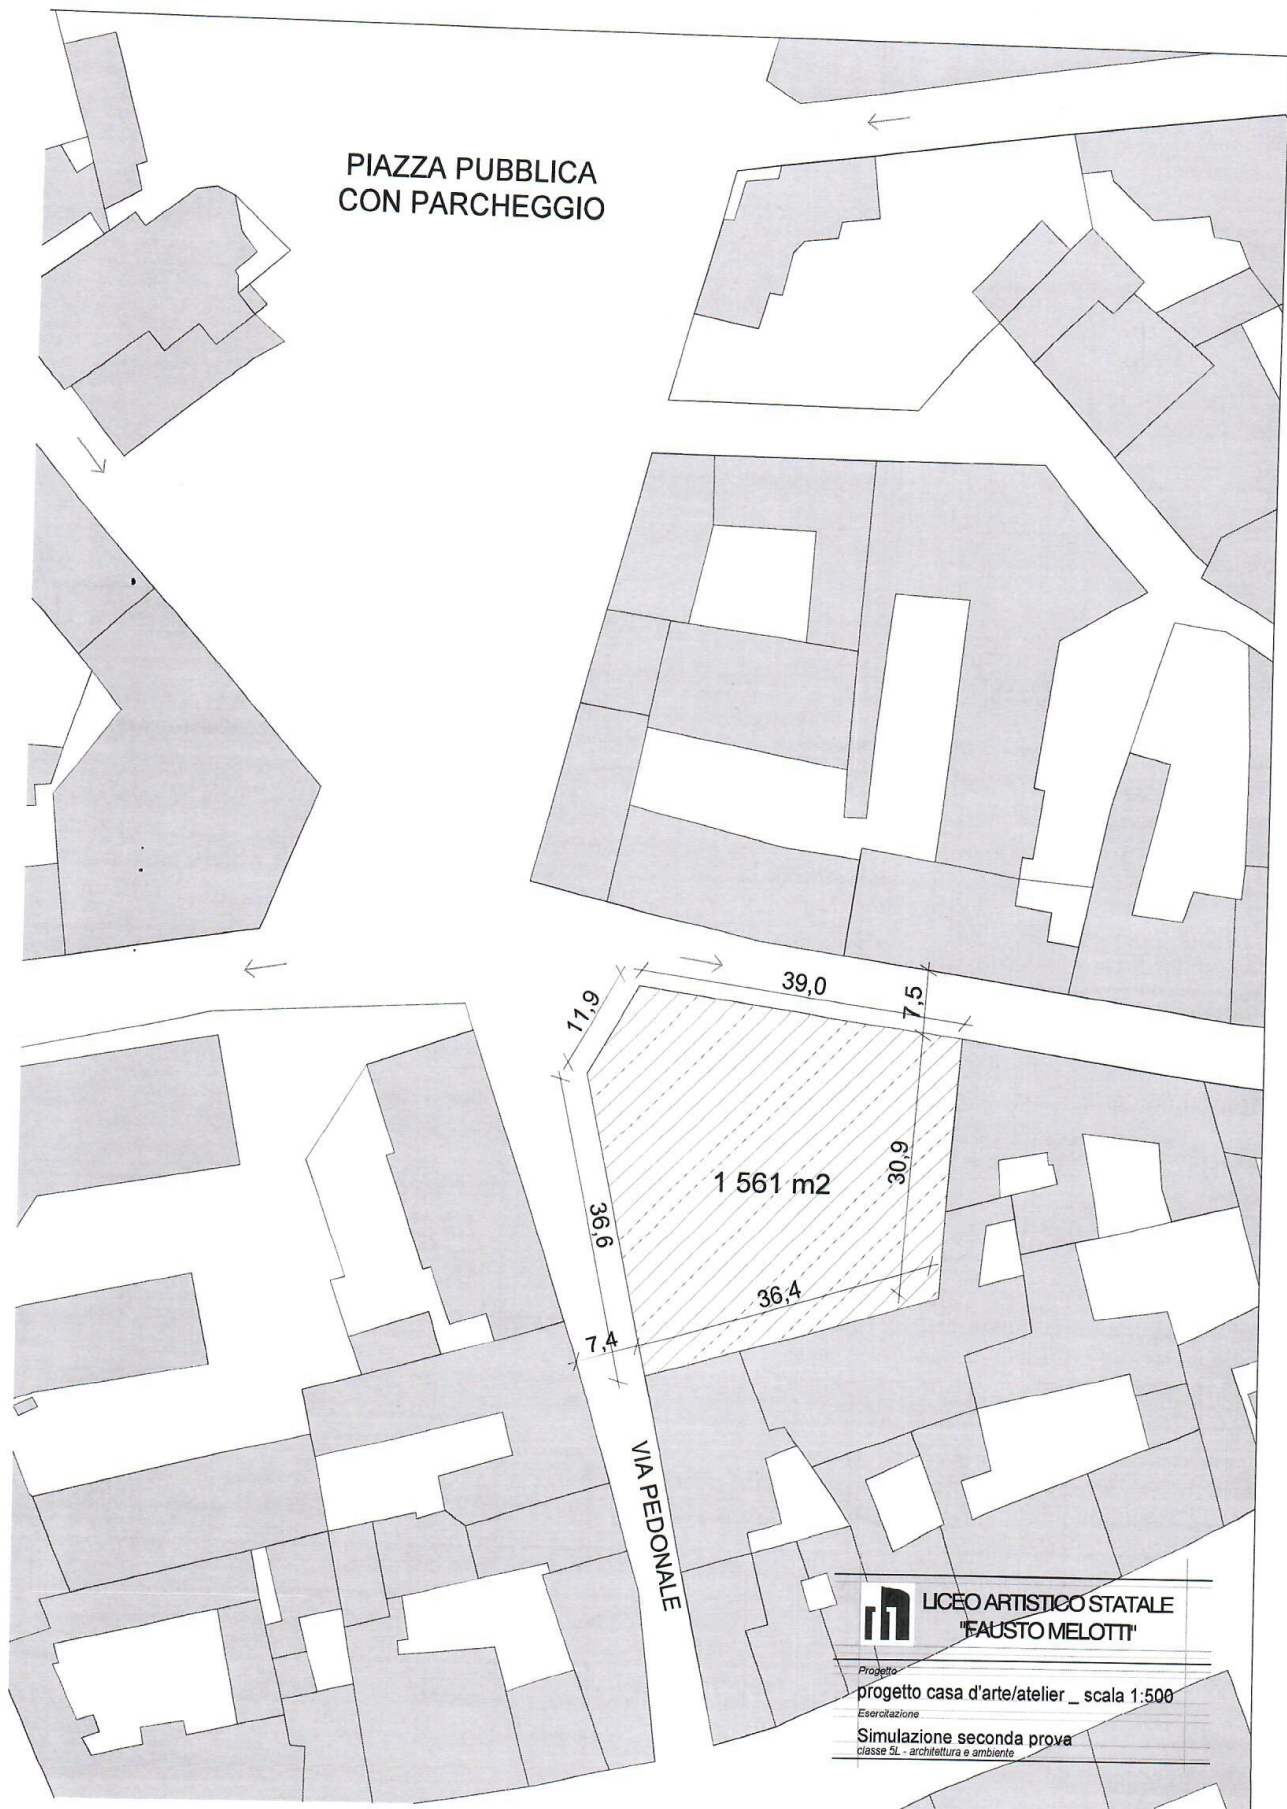 PIAZZA PUBBLICA
CON PARCHEGGIO
39,0
7,5
11,9
30,9
1 561 m2
36,6
36,4
7,4
VIA PEDONALE
LICEO ARTISTICO STATALE
"FAUSTO MELOTTI"
Progetto
progetto casa d'arte/atelier _ scala 1:500
Esercitazione
Simulazione seconda prova
classe 5L - architettura e ambiente